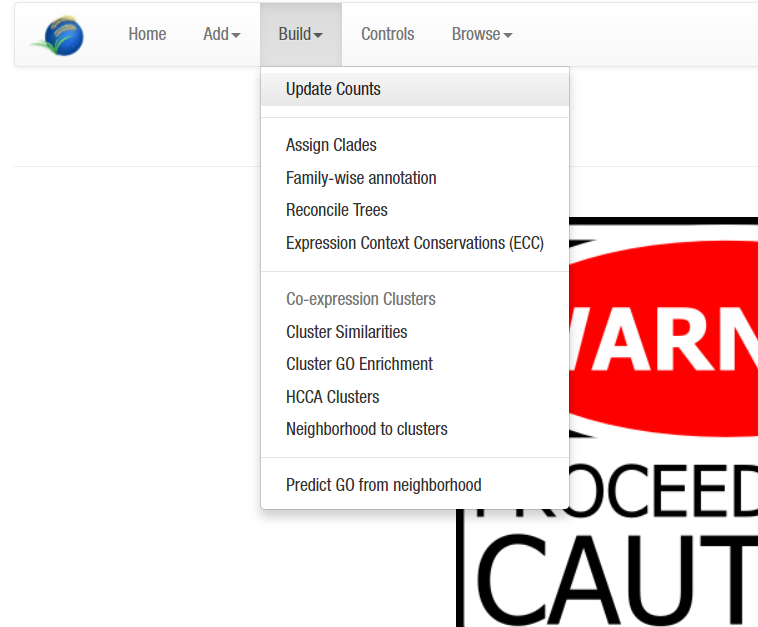 Home Add Build Controls Browse
Update Counts
Assign Clades
Family-wise annotation
Reconcile Trees
Expression Context Conservations (ECC)
Co-expression Clusters
Cluster Similarities
Cluster GO Enrichment
HCCA Clusters
Neighborhood to clusters
Predict GO from neighborhood
WARN
PROCEED
CAUT